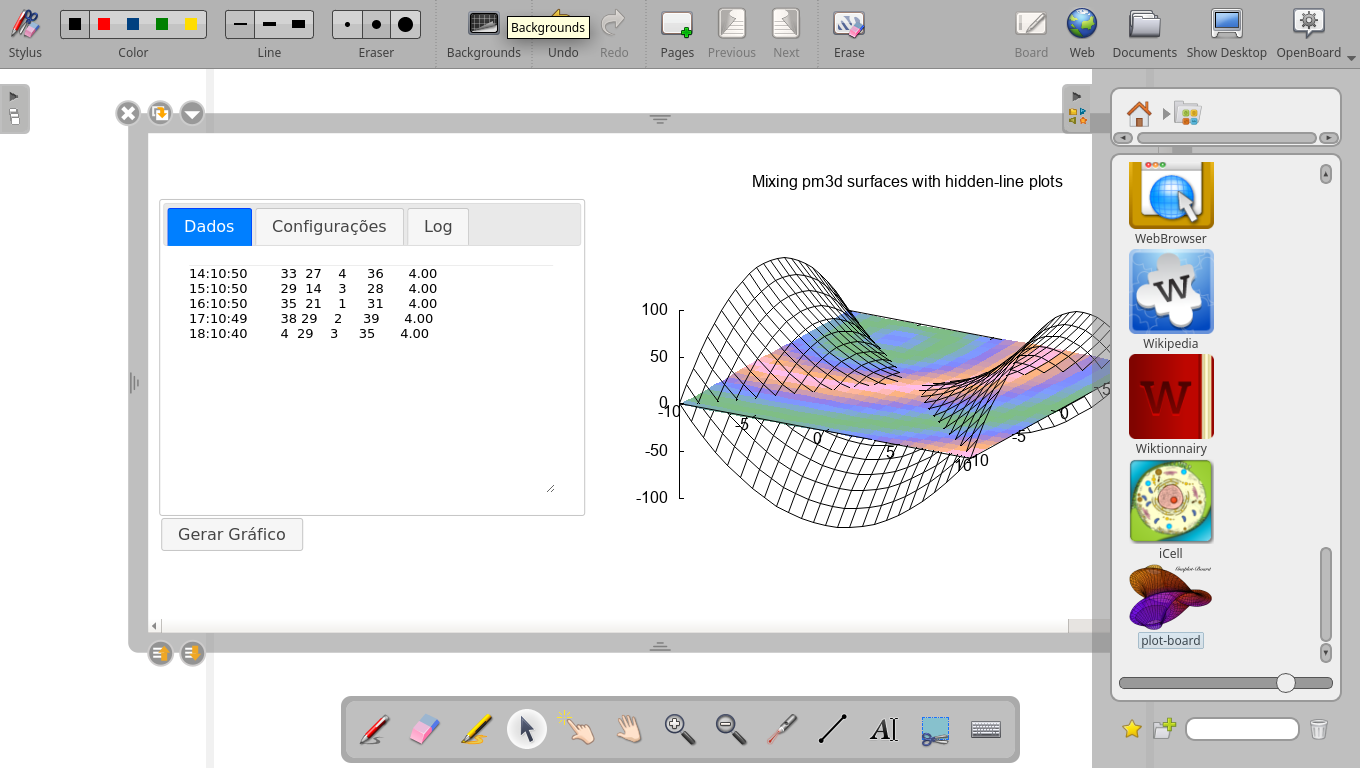 Backgrounds
Stylus Color Line Eraser Backgrounds Undo Redo Pages Previous Next Erase Board Web Documents Show Desktop OpenBoard
Mixing pm3d surfaces with hidden-line plots
Dados Configurações Log
14:10:50 33 27 4 36 4.00
15:10:50 29 14 3 28 4.00
16:10:50 35 21 1 31 4.00
17:10:49 38 29 2 39 4.00
18:10:40 4 29 3 35 4.00
Gerar Gráfico
100
50
0
-50
-100
-10
-5
0
5
10
-10
-5
0
5
WebBrowser
W
Wikipedia
W
Wiktionnairy
iCell
Gnuplot-Board
plot-board
AI